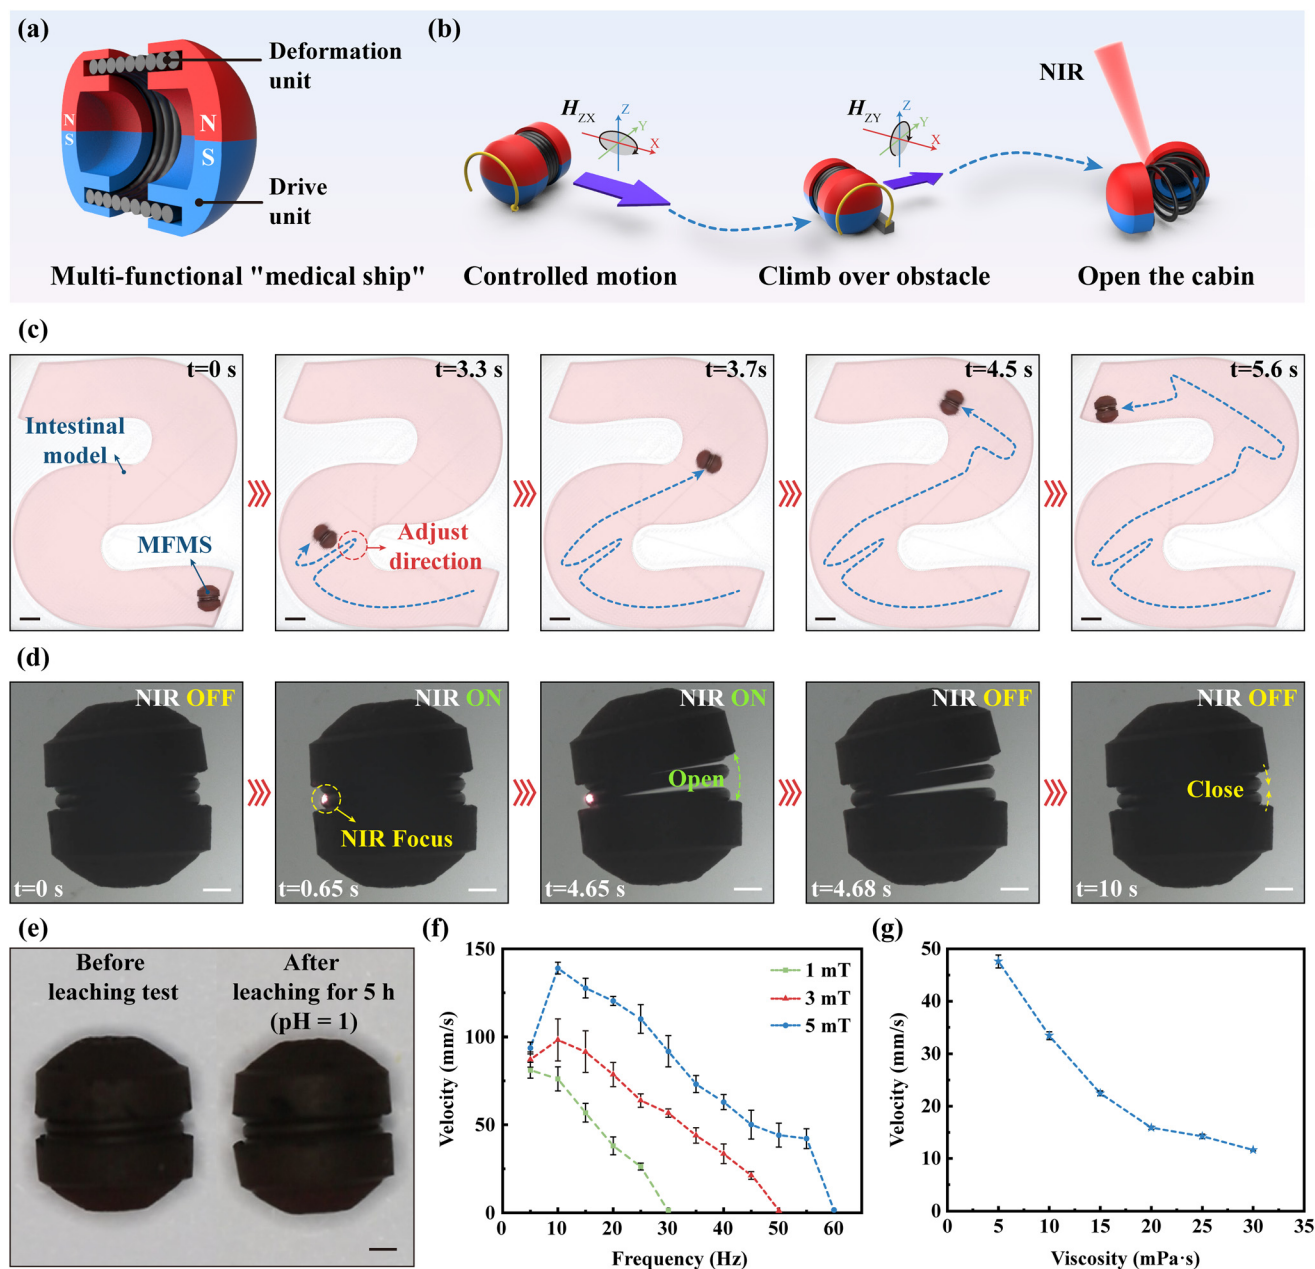 (a)
Deformation
unit
N
S
N
S
Drive
unit
Multi-functional "medical ship"
(b)
H ZX
Z
Y
X
Controlled motion
H ZY
Z
Y
X
Climb over obstacle
NIR
Open the cabin
(c)
t=0 s
Intestinal
model
MFMS
t=3.3 s
Adjust
direction
t=3.7s
t=4.5 s
t=5.6 s
(d)
NIR OFF
t=0 s
NIR ON
NIR Focus
t=0.65 s
NIR ON
Open
t=4.65 s
NIR OFF
t=4.68 s
NIR OFF
Close
t=10 s
(e)
Before
leaching test
After
leaching for 5 h
(pH = 1)
(f)
Velocity (mm/s)
150
100
50
0
1 mT
3 mT
5 mT
0 10 20 30 40 50 60
Frequency (Hz)
(g)
Velocity (mm/s)
50
40
30
20
10
0
0 5 10 15 20 25 30 35
Viscosity (mPa·s)